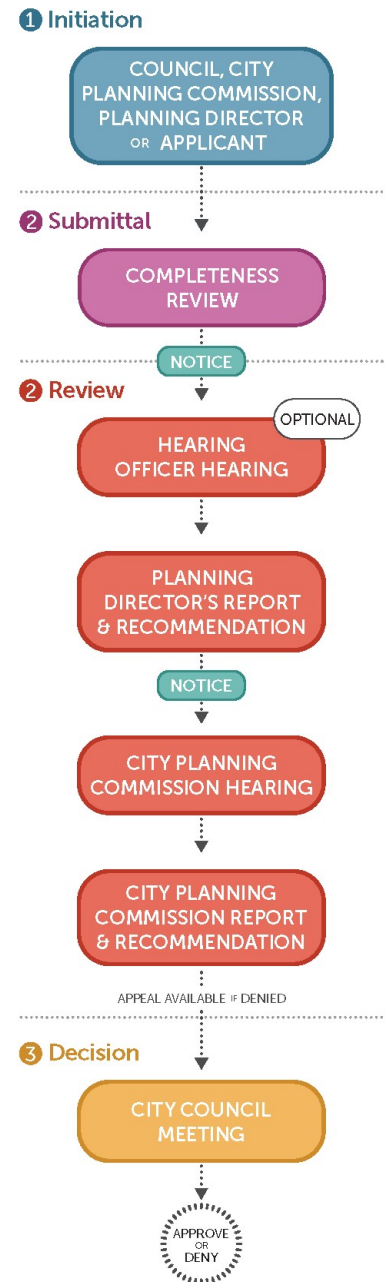 1 Initiation
COUNCIL, CITY
PLANNING COMMISSION,
PLANNING DIRECTOR
OR APPLICANT
2 Submittal
COMPLETENESS
REVIEW
NOTICE
2 Review
OPTIONAL
HEARING
OFFICER HEARING
PLANNING
DIRECTOR'S REPORT
& RECOMMENDATION
NOTICE
CITY PLANNING
COMMISSION HEARING
CITY PLANNING
COMMISSION REPORT
& RECOMMENDATION
APPEAL AVAILABLE IF DENIED
3 Decision
CITY COUNCIL
MEETING
APPROVE
OR
DENY